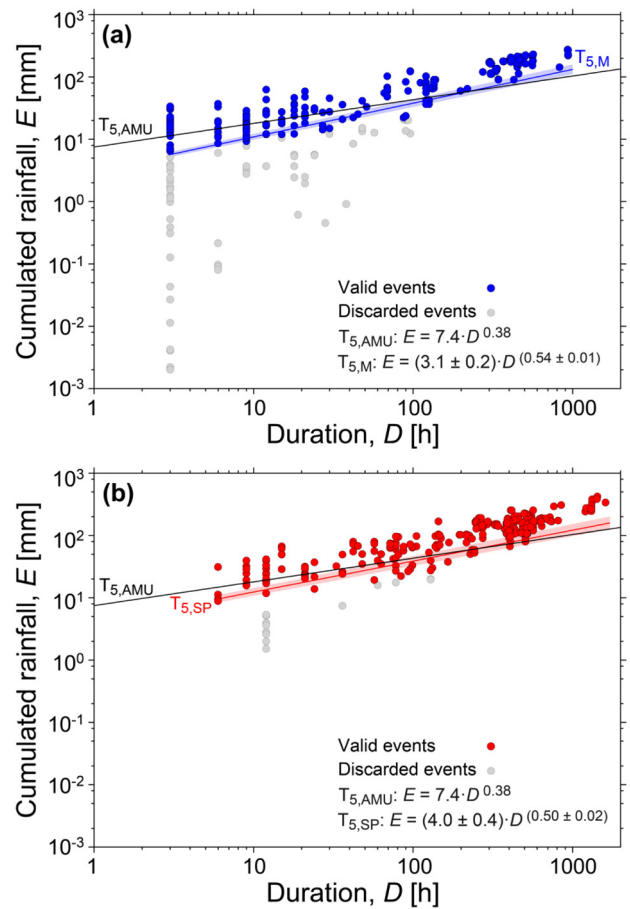 (a)
10³
10²
10¹
10⁰
10⁻¹
10⁻²
10⁻³
Cumulated rainfall, E [mm]
T5,AMU
T5,M
Valid events
Discarded events
T5,AMU: E = 7.4·D^0.38
T5,M: E = (3.1 ± 0.2)·D^(0.54 ± 0.01)
1 10 100 1000
Duration, D [h]
(b)
10³
10²
10¹
10⁰
10⁻¹
10⁻²
10⁻³
Cumulated rainfall, E [mm]
T5,AMU
T5,SP
Valid events
Discarded events
T5,AMU: E = 7.4·D^0.38
T5,SP: E = (4.0 ± 0.4)·D^(0.50 ± 0.02)
1 10 100 1000
Duration, D [h]